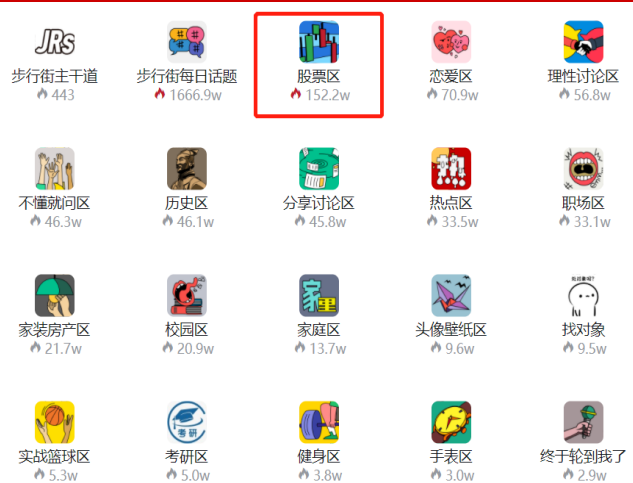 JRs
步行街主干道
443
步行街每日话题
1666.9w
股票区
152.2w
恋爱区
70.9w
理性讨论区
56.8w
不懂就问区
46.3w
历史区
46.1w
分享讨论区
45.8w
热
热点区
33.5w
职场区
33.1w
家装房产区
21.7w
校园区
20.9w
家里
家庭区
13.7w
头像壁纸区
9.6w
找对象
9.5w
实战篮球区
5.3w
考研
考研区
5.0w
健身区
3.8w
手表区
3.0w
终于轮到我了
2.9w